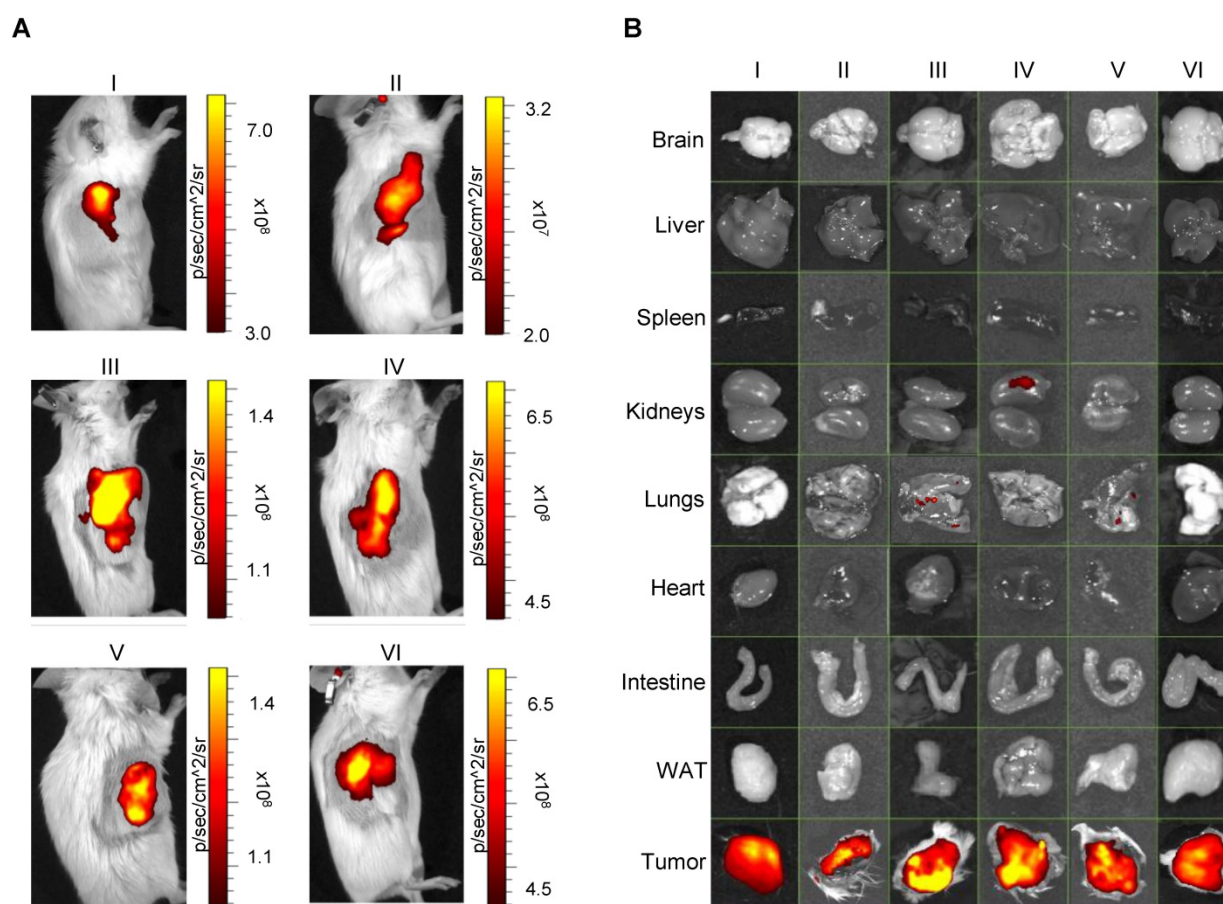 A
B
I
II
7.0
x10⁸
3.0
p/sec/cm^2/sr
3.2
x10⁷
2.0
p/sec/cm^2/sr
III
IV
1.4
x10⁸
1.1
p/sec/cm^2/sr
6.5
x10⁸
4.5
p/sec/cm^2/sr
V
VI
1.4
x10⁸
1.1
p/sec/cm^2/sr
6.5
x10⁸
4.5
p/sec/cm^2/sr
I II III IV V VI
Brain
Liver
Spleen
Kidneys
Lungs
Heart
Intestine
WAT
Tumor